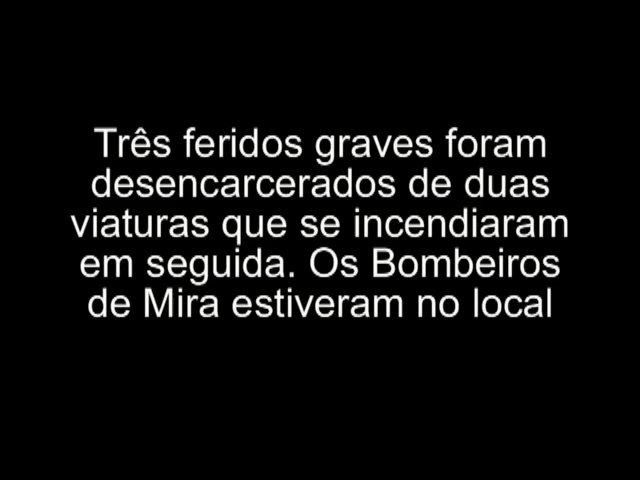 Três feridos graves foram
desencarcerados de duas
viaturas que se incendiaram
em seguida. Os Bombeiros
de Mira estiveram no local